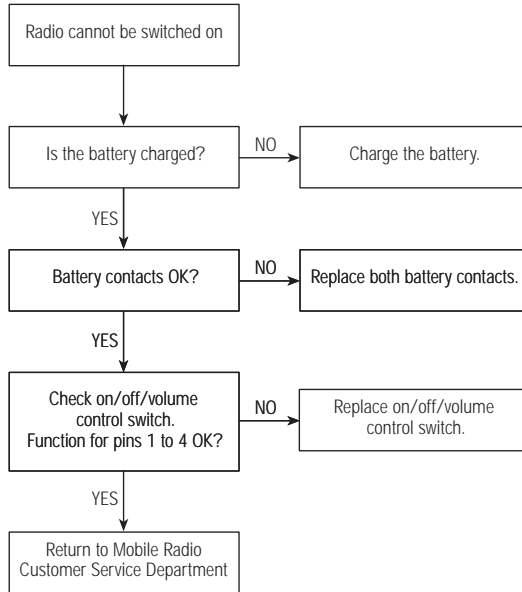 Radio cannot be switched on
Is the battery charged?
NO
Charge the battery.
YES
Battery contacts OK?
NO
Replace both battery contacts.
YES
Check on/off/volume
control switch.
Function for pins 1 to 4 OK?
NO
Replace on/off/volume
control switch.
YES
Return to Mobile Radio
Customer Service Department